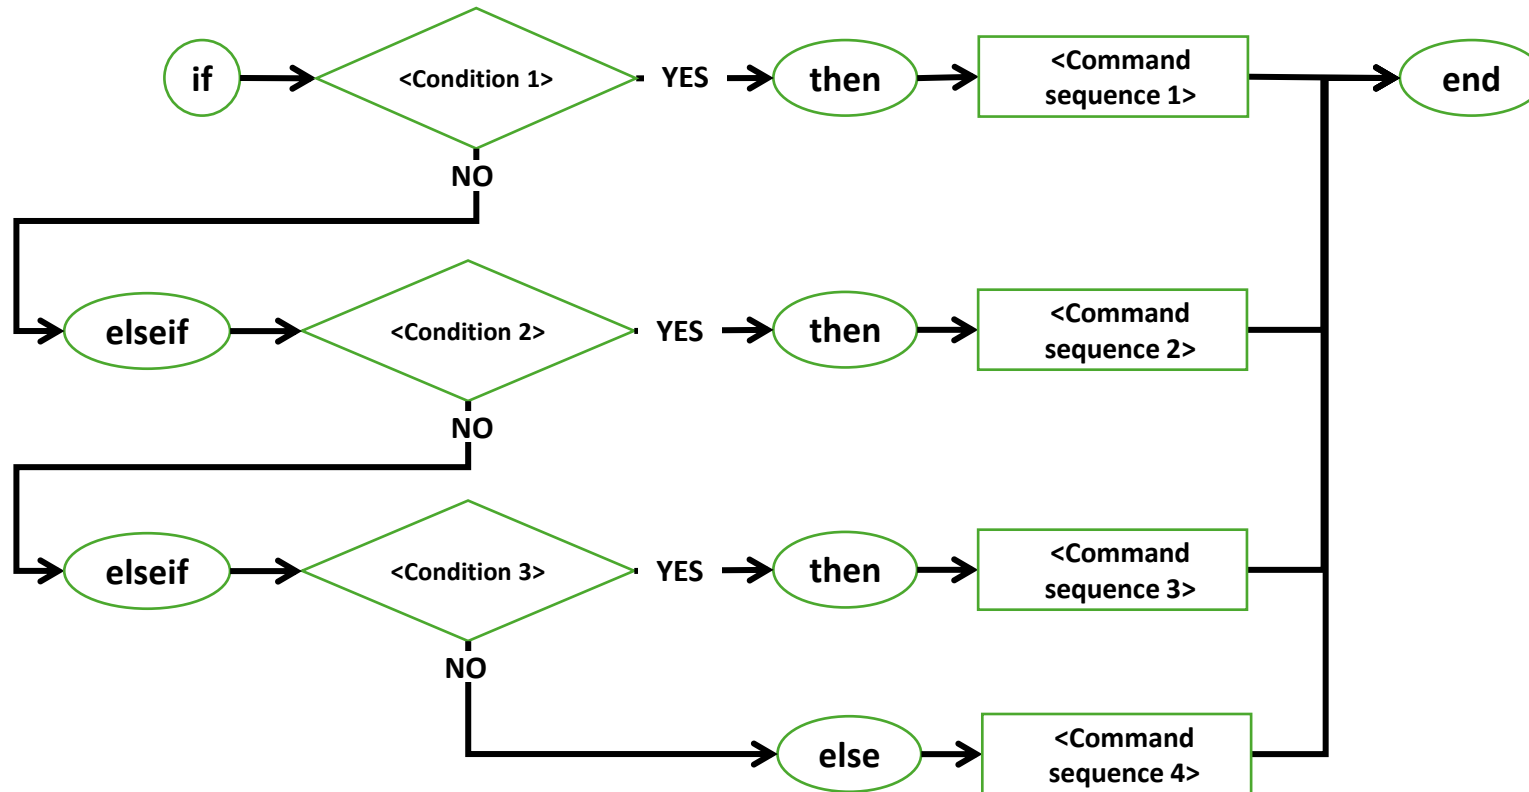 if
<Condition 1>
YES
then
<Command
sequence 1>
end
NO
elseif
<Condition 2>
YES
then
<Command
sequence 2>
NO
elseif
<Condition 3>
YES
then
<Command
sequence 3>
NO
else
<Command
sequence 4>